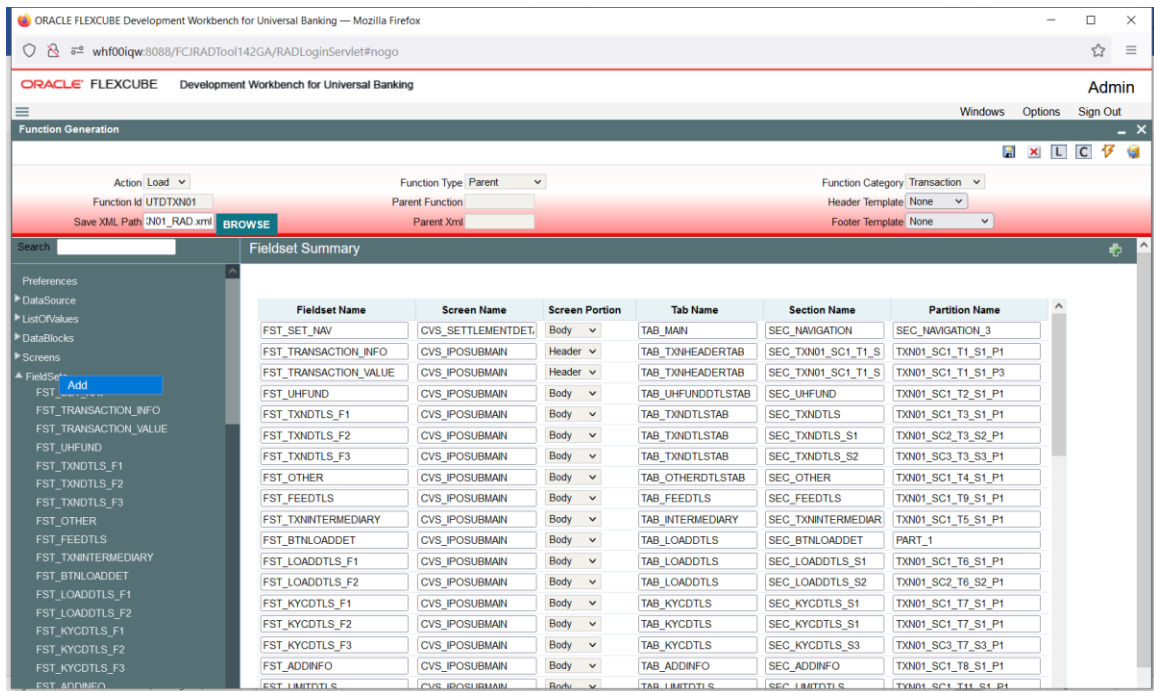 ORACLE FLEXCUBE Development Workbench for Universal Banking — Mozilla Firefox
whf00iqw:8088/FCJRADTool142GA/RADLoginServlet#nogo
ORACLE FLEXCUBE Development Workbench for Universal Banking Admin
Windows Options Sign Out
Function Generation
L C
Action Load Function Type Parent Function Category Transaction
Function Id UTDTXN01 Parent Function Header Template None
Save XML Path N01_RAD.xml BROWSE Parent Xml Footer Template None
Search Fieldset Summary
Preferences
DataSource
ListOfValues
DataBlocks
Screens
FieldSets
Add
FST_SET_NAV
FST_TRANSACTION_INFO
FST_TRANSACTION_VALUE
FST_UHFUND
FST_TXNDTLS_F1
FST_TXNDTLS_F2
FST_TXNDTLS_F3
FST_OTHER
FST_FEEDTLS
FST_TXNINTERMEDIARY
FST_BTNLOADDET
FST_LOADDTLS_F1
FST_LOADDTLS_F2
FST_KYCDTLS_F1
FST_KYCDTLS_F2
FST_KYCDTLS_F3
FST_ADDINFO
Fieldset Name Screen Name Screen Portion Tab Name Section Name Partition Name
FST_SET_NAV CVS_SETTLEMENTDET Body TAB_MAIN SEC_NAVIGATION SEC_NAVIGATION_3
FST_TRANSACTION_INFO CVS_IPOSUBMAIN Header TAB_TXNHEADERTAB SEC_TXN01_SC1_T1_S TXN01_SC1_T1_S1_P1
FST_TRANSACTION_VALUE CVS_IPOSUBMAIN Header TAB_TXNHEADERTAB SEC_TXN01_SC1_T1_S TXN01_SC1_T1_S1_P3
FST_UHFUND CVS_IPOSUBMAIN Body TAB_UHFUNDDTLSTAB SEC_UHFUND TXN01_SC1_T2_S1_P1
FST_TXNDTLS_F1 CVS_IPOSUBMAIN Body TAB_TXNDTLSTAB SEC_TXNDTLS TXN01_SC1_T3_S1_P1
FST_TXNDTLS_F2 CVS_IPOSUBMAIN Body TAB_TXNDTLSTAB SEC_TXNDTLS_S1 TXN01_SC2_T3_S2_P1
FST_TXNDTLS_F3 CVS_IPOSUBMAIN Body TAB_TXNDTLSTAB SEC_TXNDTLS_S2 TXN01_SC3_T3_S3_P1
FST_OTHER CVS_IPOSUBMAIN Body TAB_OTHERDTLSTAB SEC_OTHER TXN01_SC1_T4_S1_P1
FST_FEEDTLS CVS_IPOSUBMAIN Body TAB_FEEDTLS SEC_FEEDTLS TXN01_SC1_T9_S1_P1
FST_TXNINTERMEDIARY CVS_IPOSUBMAIN Body TAB_INTERMEDIARY SEC_TXNINTERMEDIAR TXN01_SC1_T5_S1_P1
FST_BTNLOADDET CVS_IPOSUBMAIN Body TAB_LOADDTLS SEC_BTNLOADDET PART_1
FST_LOADDTLS_F1 CVS_IPOSUBMAIN Body TAB_LOADDTLS SEC_LOADDTLS_S1 TXN01_SC1_T6_S1_P1
FST_LOADDTLS_F2 CVS_IPOSUBMAIN Body TAB_LOADDTLS SEC_LOADDTLS_S2 TXN01_SC2_T6_S2_P1
FST_KYCDTLS_F1 CVS_IPOSUBMAIN Body TAB_KYCDTLS SEC_KYCDTLS_S1 TXN01_SC1_T7_S1_P1
FST_KYCDTLS_F2 CVS_IPOSUBMAIN Body TAB_KYCDTLS SEC_KYCDTLS_S2 TXN01_SC1_T7_S1_P1
FST_KYCDTLS_F3 CVS_IPOSUBMAIN Body TAB_KYCDTLS SEC_KYCDTLS_S3 TXN01_SC3_T7_S3_P1
FST_ADDINFO CVS_IPOSUBMAIN Body TAB_ADDINFO SEC_ADDINFO TXN01_SC1_T8_S1_P1
FST_LIMITDTLS CVS_IPOSUBMAIN Body TAB_LIMITDTLS SEC_LIMITDTLS TXN01_SC1_T11_S1_P1